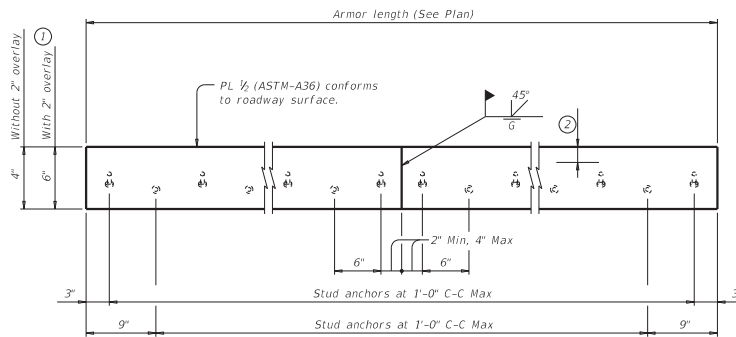 Armor length (See Plan)
1
Without 2" overlay
With 2" overlay
PL ½ (ASTM-A36) conforms
to roadway surface.
45°
G
2
4"
6"
2" Min, 4" Max
6"
6"
3"
Stud anchors at 1'-0" C-C Max
3
9"
Stud anchors at 1'-0" C-C Max
9"